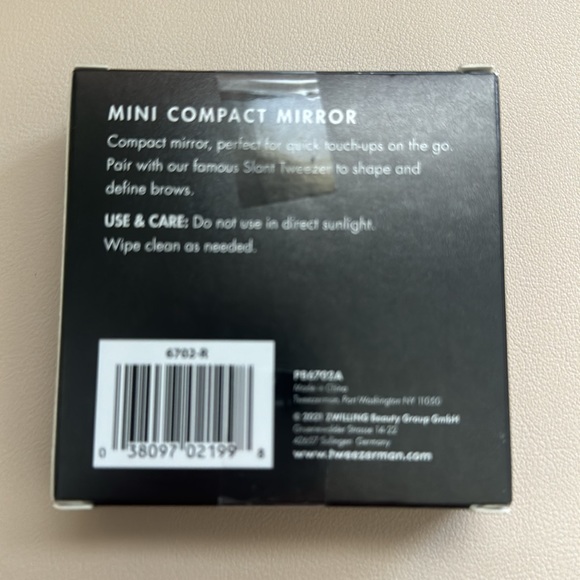 MINI COMPACT MIRROR
Compact mirror, perfect for quick touch-ups on the go.
Pair with our famous Slant Tweezer to shape and
define brows.
USE & CARE: Do not use in direct sunlight.
Wipe clean as needed.
6702-R
0 38097 02199 8
Made in China
Tweezerman, Port Washington NY 11050
© 2021 ZWILLING Beauty Group GmbH
Gruenewalder Strasse 14-22
42657 Solingen Germany
www.tweezerman.com